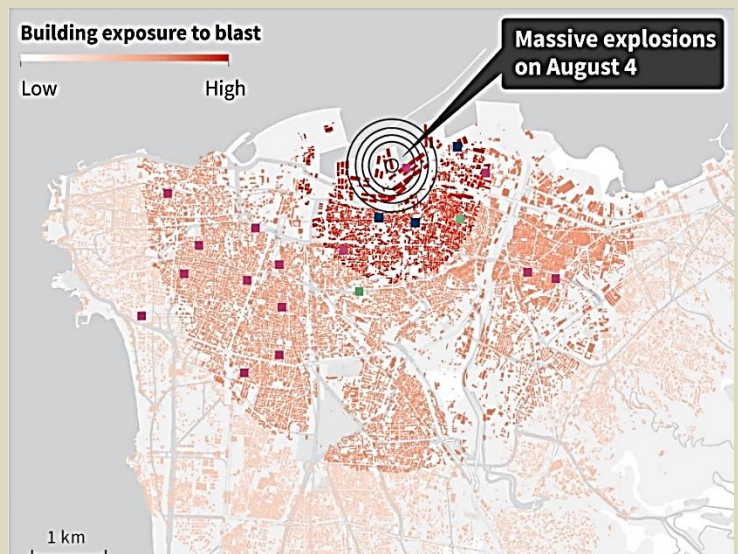 Building exposure to blast
Low High
Massive explosions
on August 4
1 km